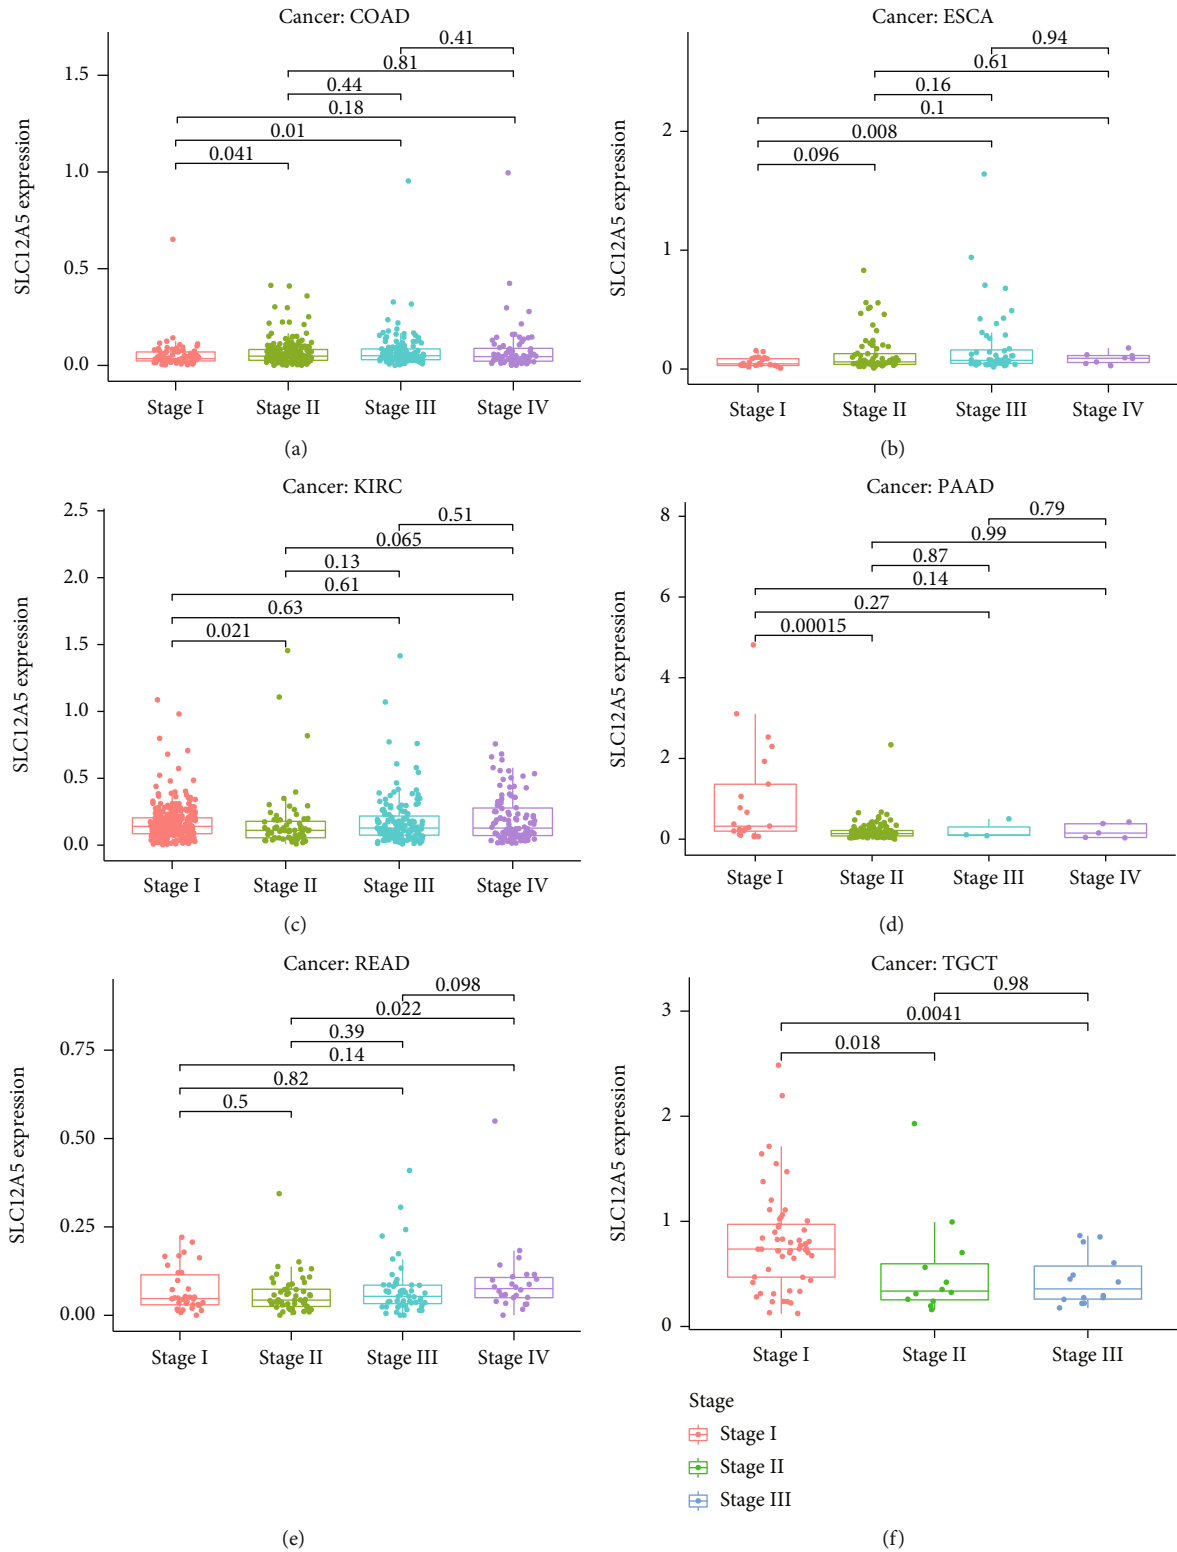 Cancer: COAD
SLC12A5 expression
1.5
1.0
0.5
0.0
0.41
0.81
0.44
0.18
0.01
0.041
Stage I
Stage II
Stage III
Stage IV
(a)
Cancer: ESCA
SLC12A5 expression
2
1
0
0.94
0.61
0.16
0.1
0.008
0.096
Stage I
Stage II
Stage III
Stage IV
(b)
Cancer: KIRC
SLC12A5 expression
2.5
2.0
1.5
1.0
0.5
0.0
0.51
0.065
0.13
0.61
0.63
0.021
Stage I
Stage II
Stage III
Stage IV
(c)
Cancer: PAAD
SLC12A5 expression
8
6
4
2
0
0.79
0.99
0.87
0.14
0.27
0.00015
Stage I
Stage II
Stage III
Stage IV
(d)
Cancer: READ
SLC12A5 expression
0.75
0.50
0.25
0.00
0.098
0.022
0.39
0.14
0.82
0.5
Stage I
Stage II
Stage III
Stage IV
(e)
Cancer: TGCT
SLC12A5 expression
3
2
1
0
0.98
0.0041
0.018
Stage I
Stage II
Stage III
Stage
Stage I
Stage II
Stage III
(f)